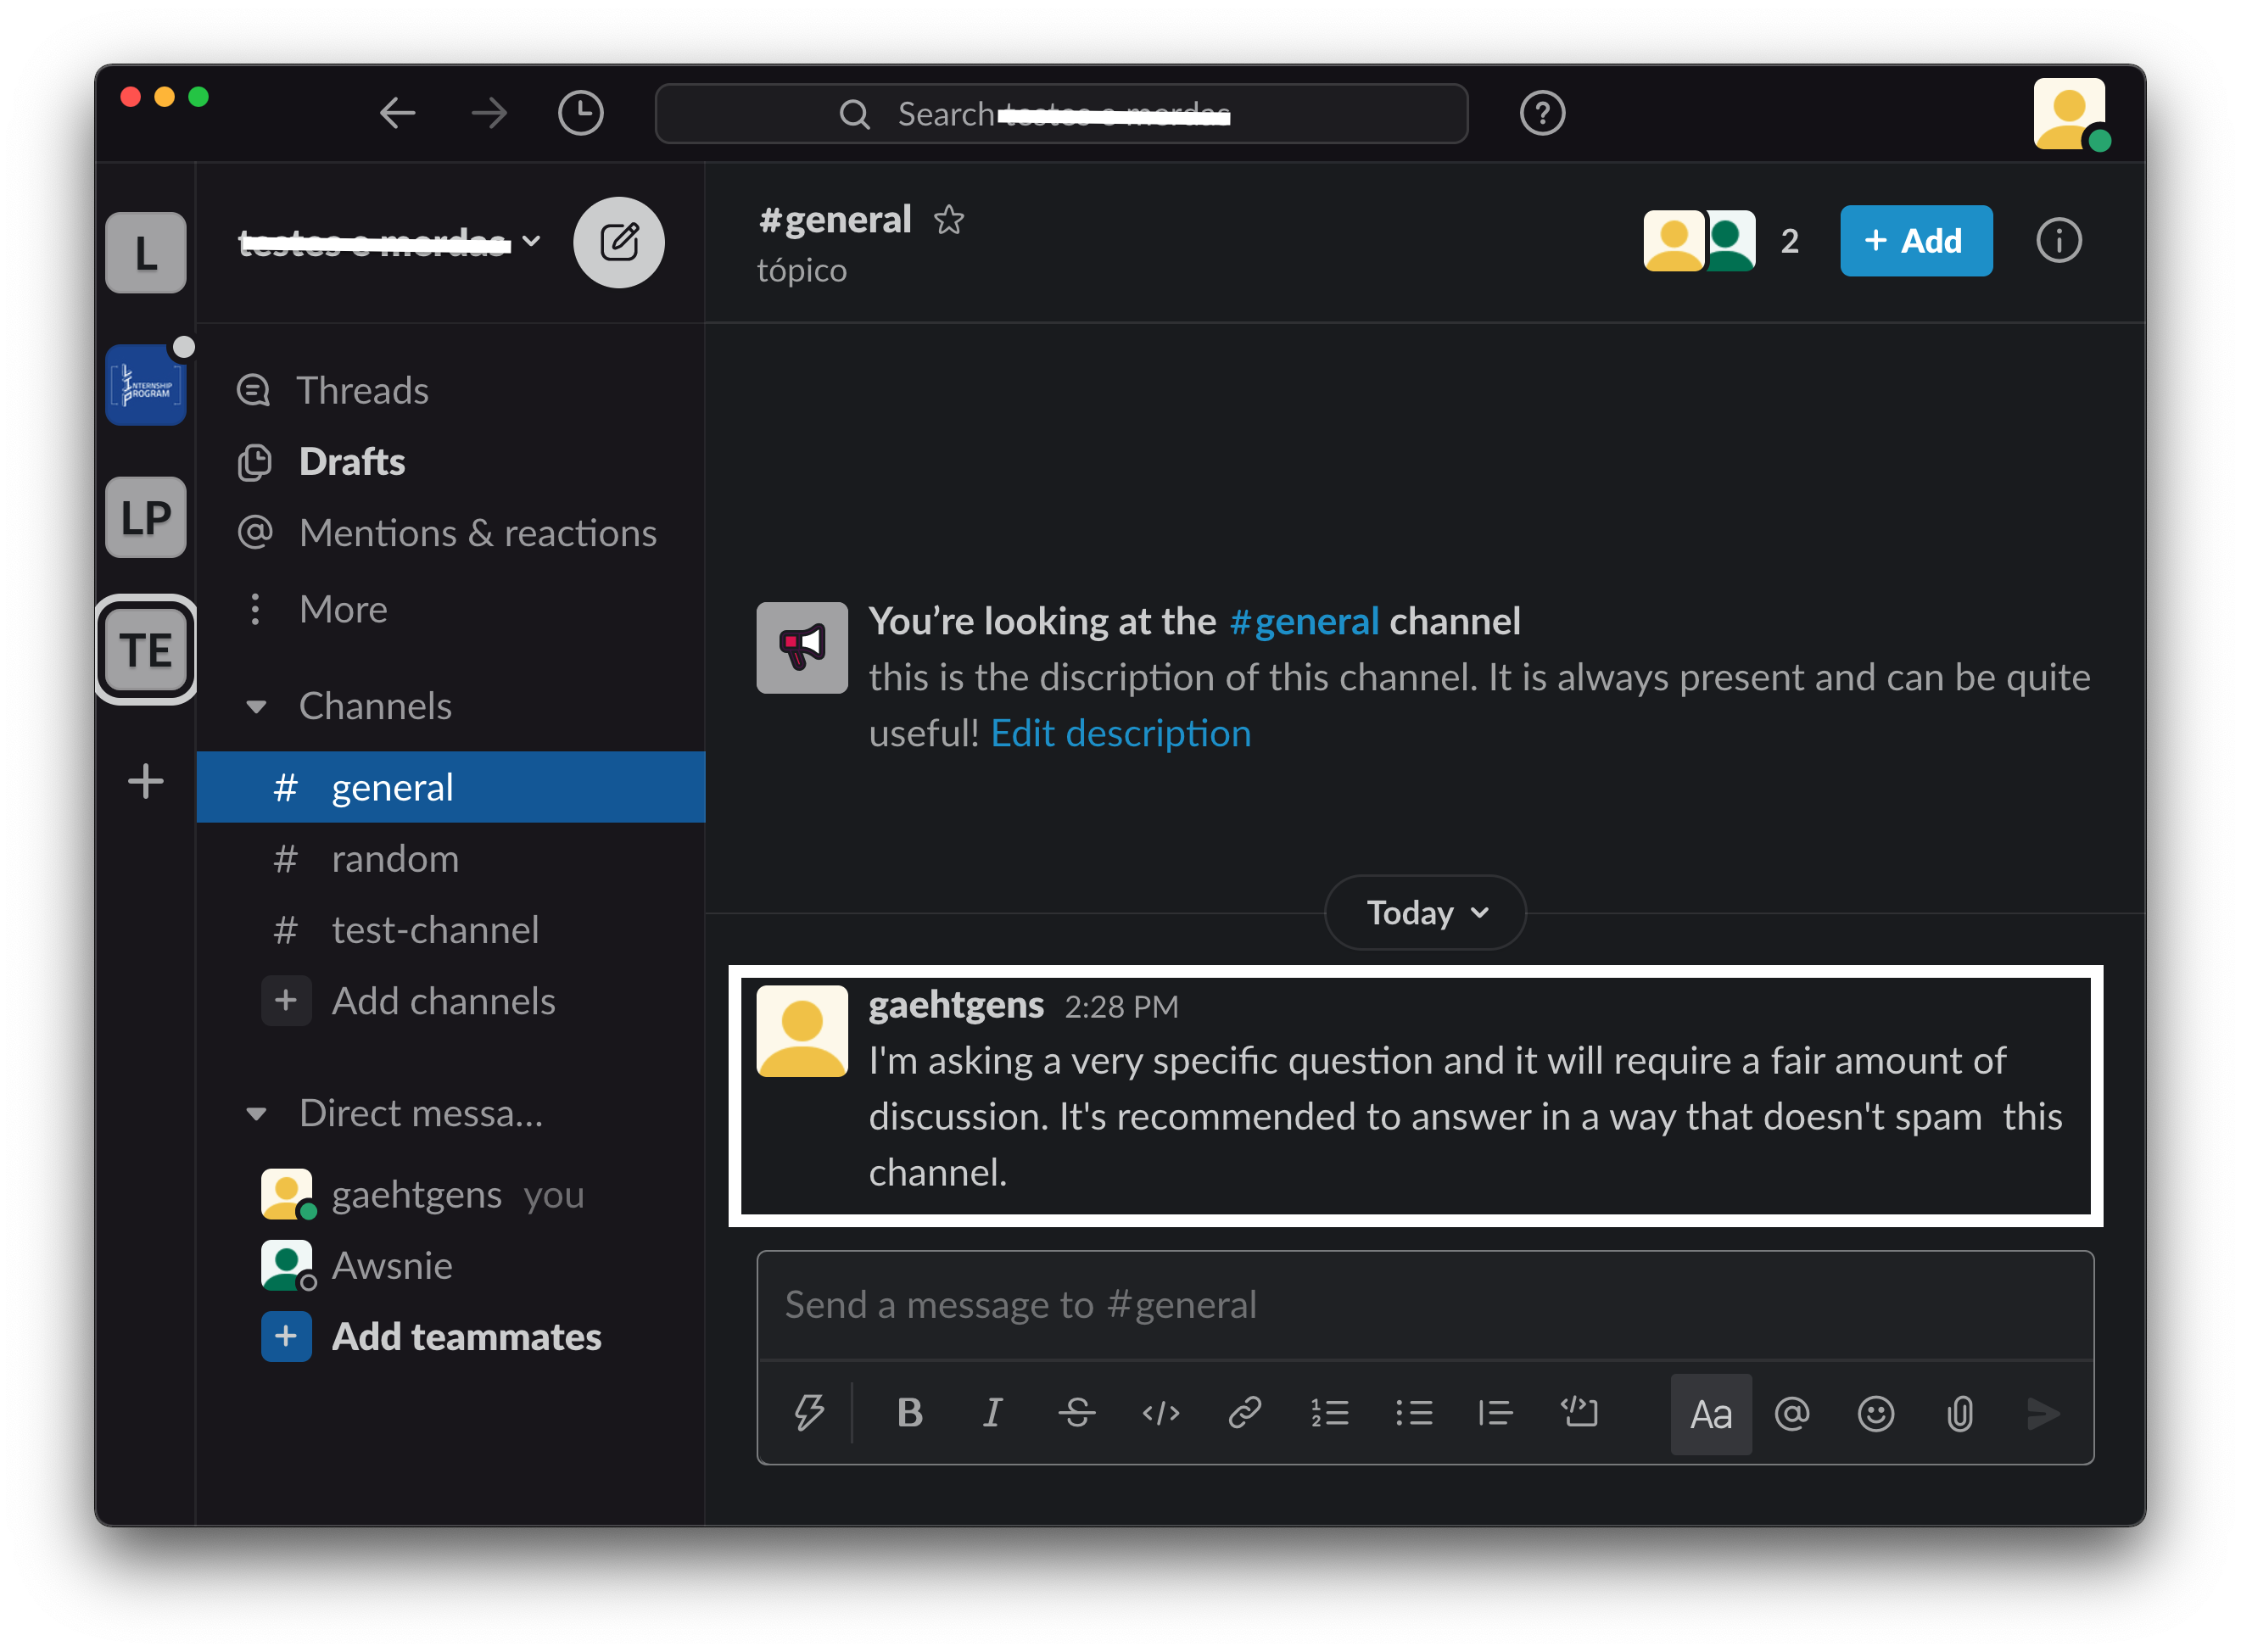 Search
L
INTERNSHIP
PROGRAM
LP
TE
Threads
Drafts
Mentions & reactions
More
Channels
# general
# random
# test-channel
+ Add channels
Direct messa...
gaehtgens you
Awsnie
+ Add teammates
#general
tópico
2
+ Add
You’re looking at the #general channel
this is the discription of this channel. It is always present and can be quite
useful! Edit description
Today
gaehtgens 2:28 PM
I'm asking a very specific question and it will require a fair amount of
discussion. It's recommended to answer in a way that doesn't spam this
channel.
Send a message to #general
B I S </> Aa @